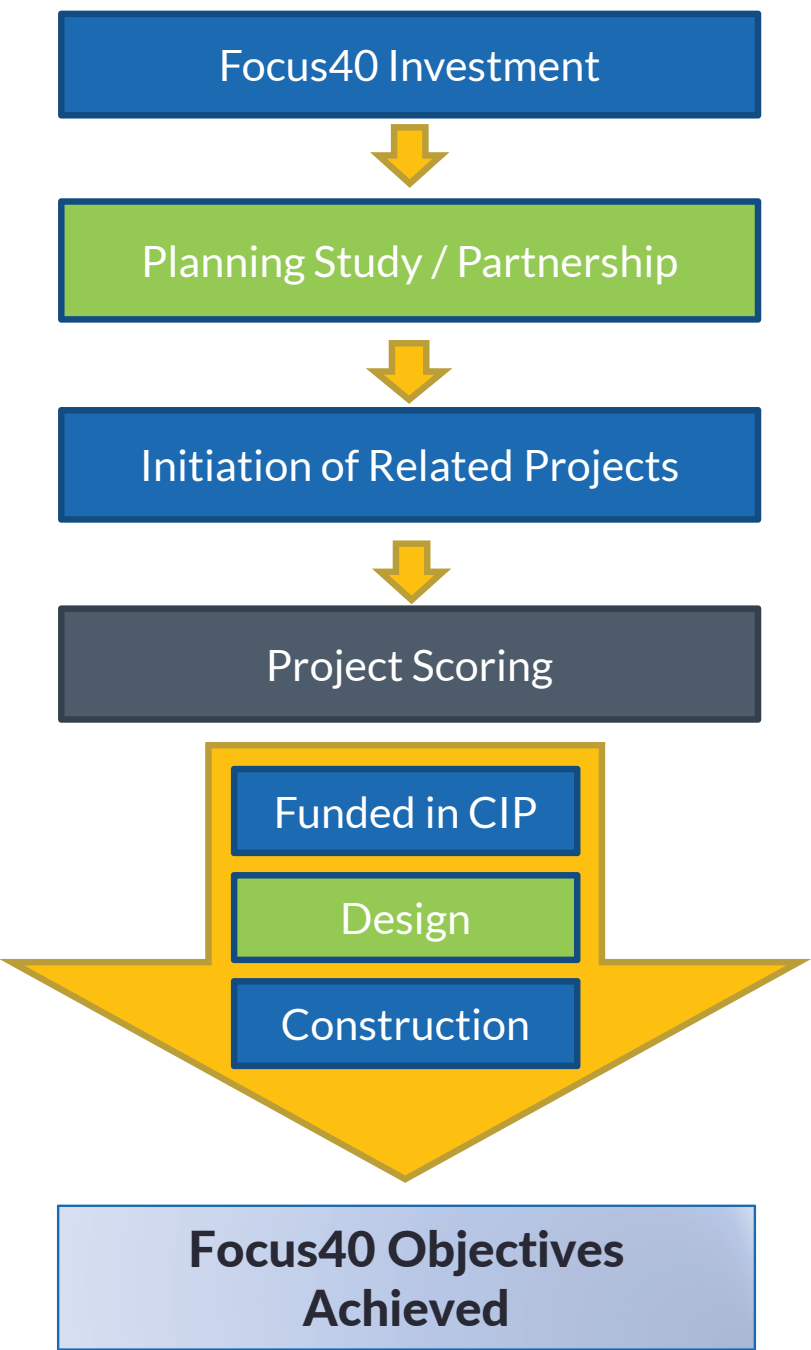 Focus40 Investment
Planning Study / Partnership
Initiation of Related Projects
Project Scoring
Funded in CIP
Design
Construction
Focus40 Objectives
Achieved